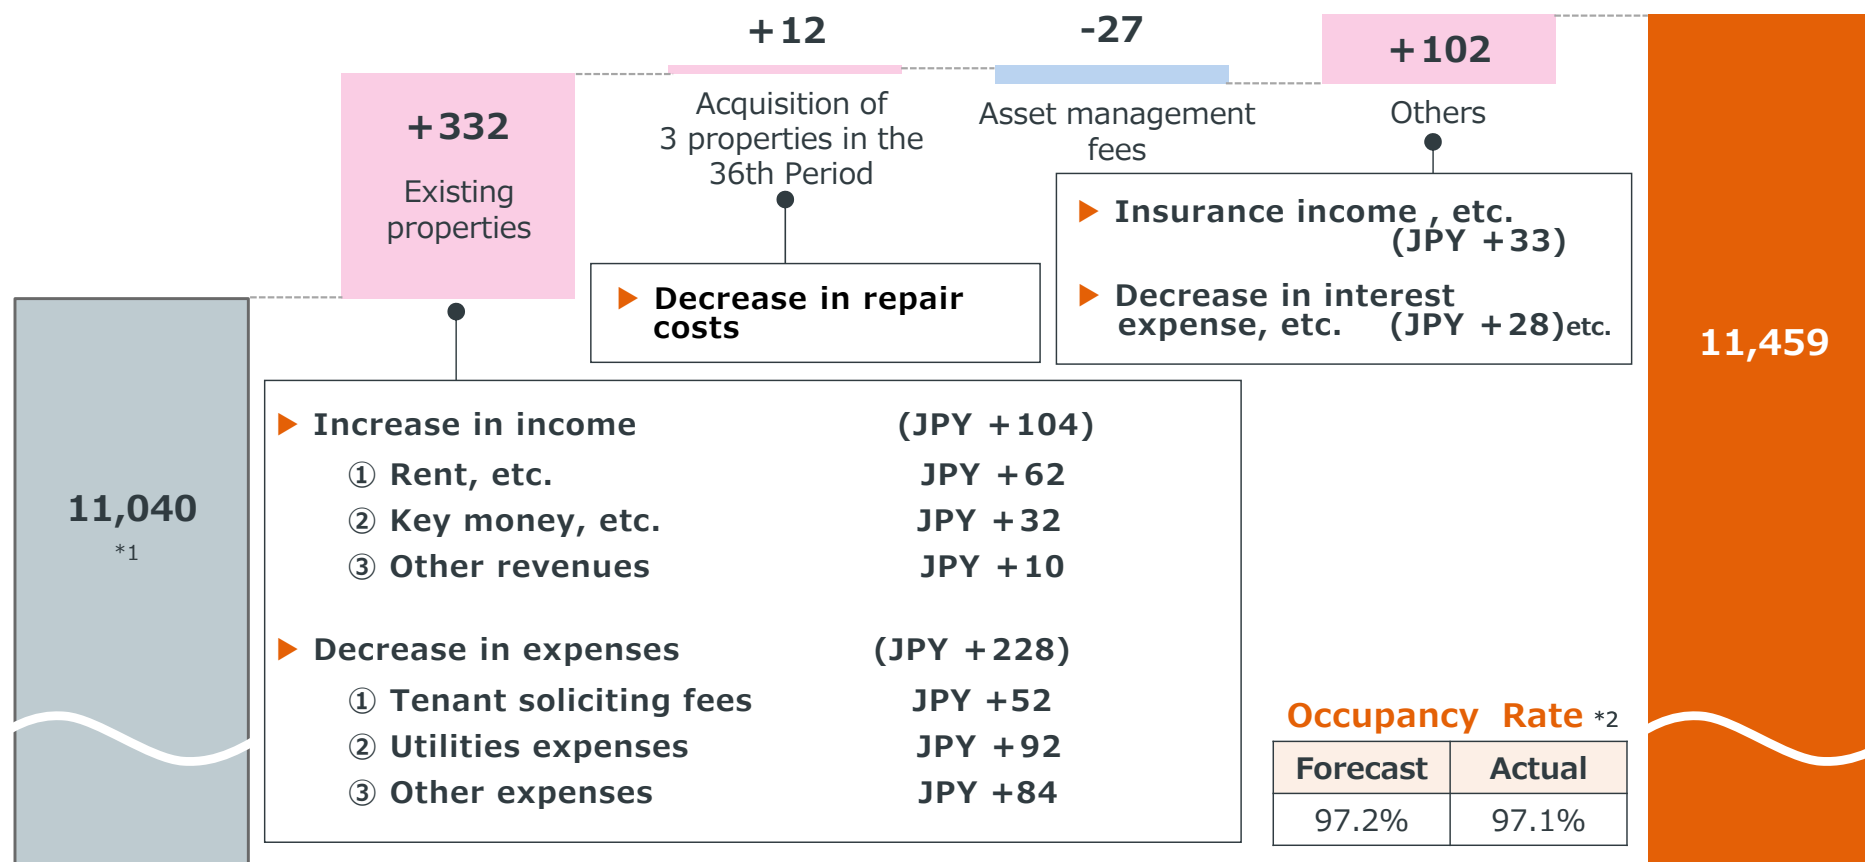 11,040
*1
+332
Existing
properties
+12
Acquisition of
3 properties in the
36th Period
-27
Asset management
fees
+102
Others
11,459
▶ Decrease in repair
costs
▶ Insurance income , etc.
(JPY +33)
▶ Decrease in interest
expense, etc. (JPY +28)etc.
▶ Increase in income (JPY +104)
① Rent, etc. JPY +62
② Key money, etc. JPY +32
③ Other revenues JPY +10
▶ Decrease in expenses (JPY +228)
① Tenant soliciting fees JPY +52
② Utilities expenses JPY +92
③ Other expenses JPY +84
Occupancy Rate *2
Forecast Actual
97.2% 97.1%